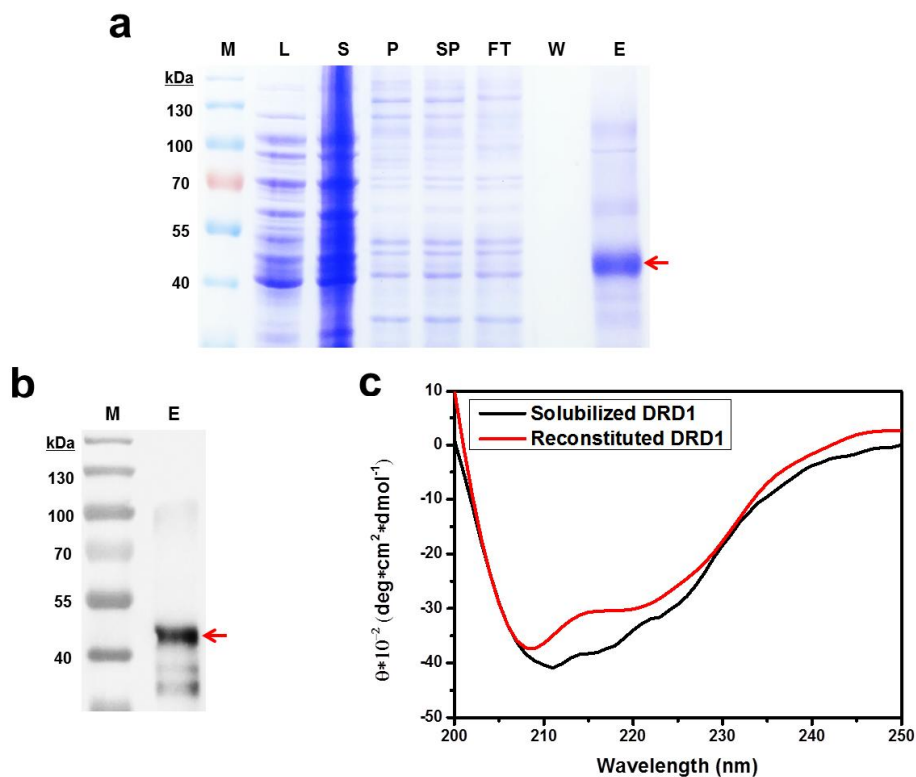 a
M L S P SP FT W E
kDa
130
100
70
55
40
b
M E
kDa
130
100
70
55
40
c
Solubilized DRD1
Reconstituted DRD1
θ*10⁻² (deg*cm²*dmol⁻¹)
10
0
-10
-20
-30
-40
-50
200 210 220 230 240 250
Wavelength (nm)